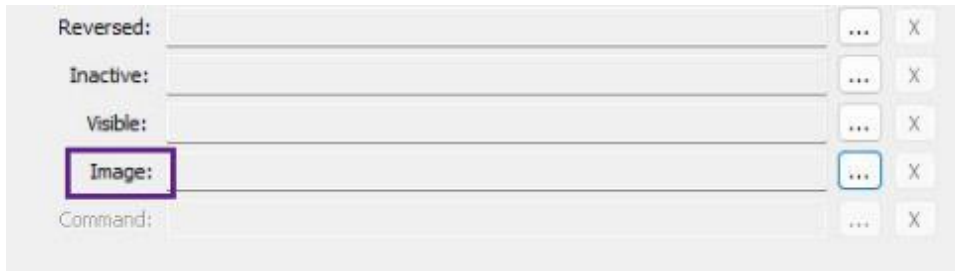 Reversed: ... X
Inactive: ... X
Visible: ... X
Image: ... X
Command: ... X